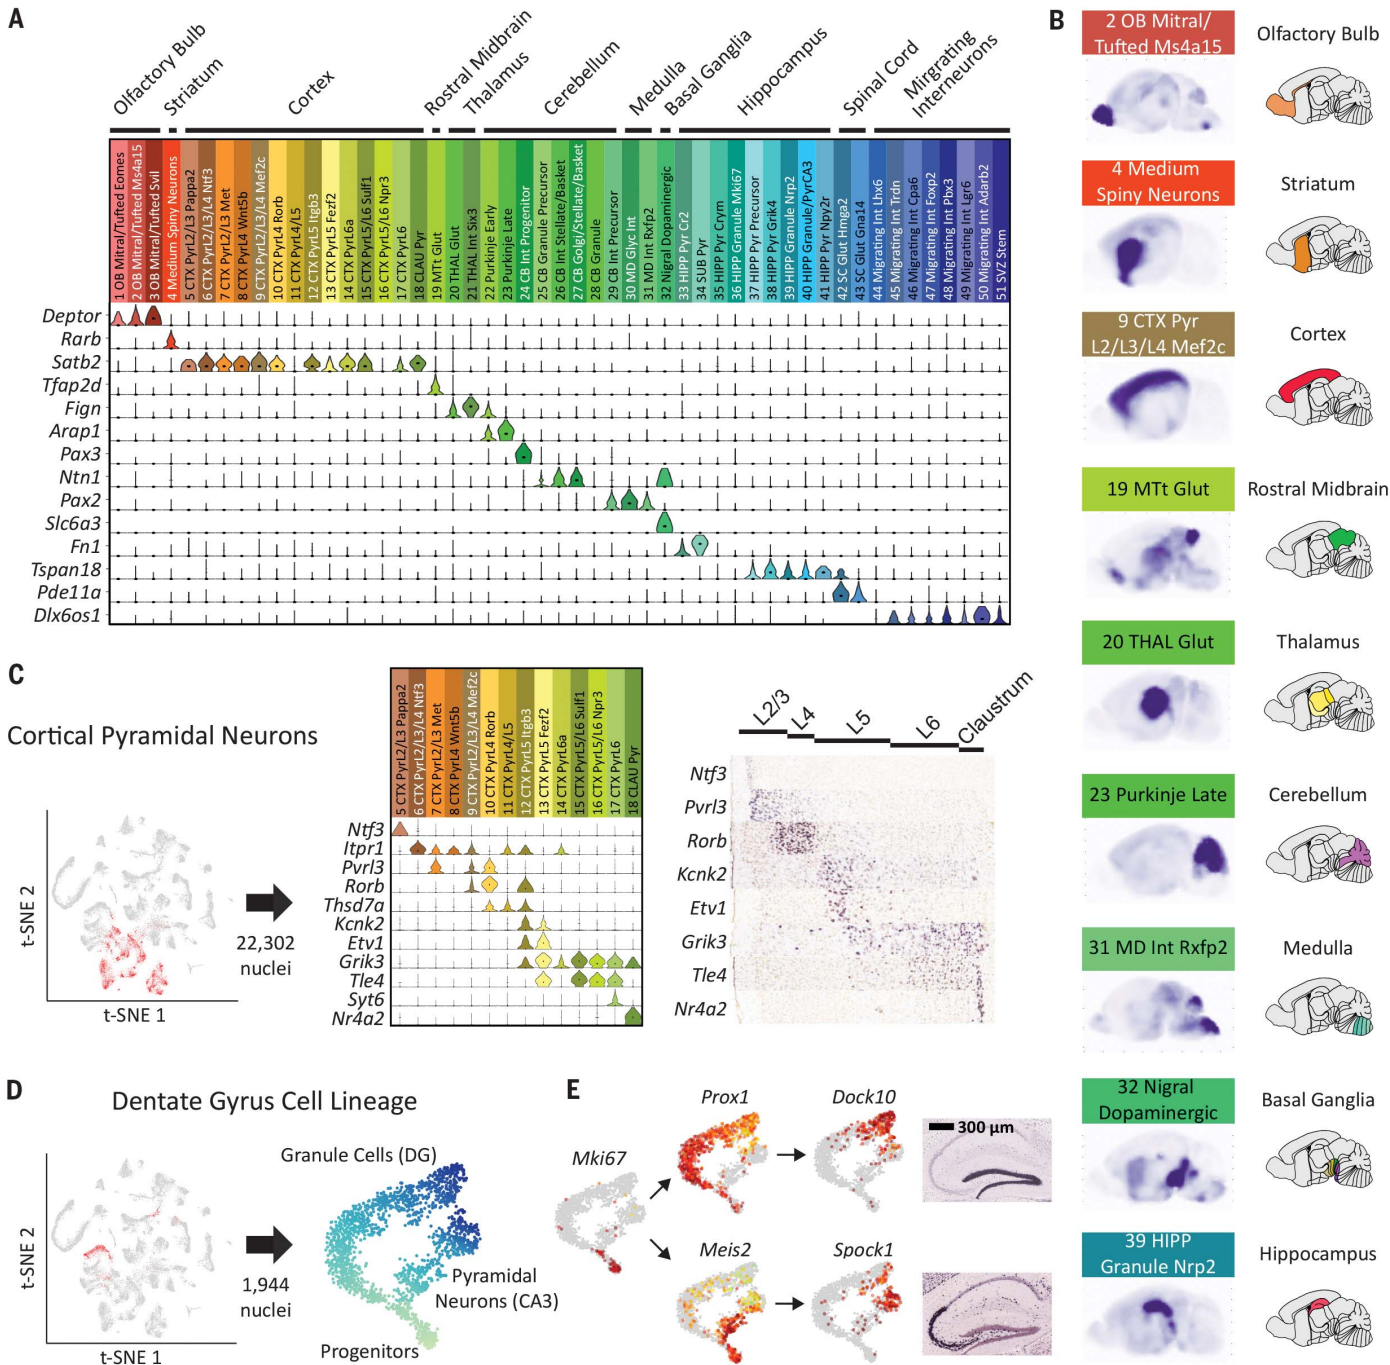 A
Olfactory Bulb
Striatum
Cortex
Rostral Midbrain
Thalamus
Cerebellum
Medulla
Basal Ganglia
Hippocampus
Spinal Cord
Mirgrating
Interneurons
1 OB Mitral/Tufted Eomes
2 OB Mitral/Tufted Ms4a15
3 OB Mitral/Tufted Svil
4 Medium Spiny Neurons
5 CTX PyrL2/L3 Pappa2
6 CTX PyrL2/L3/L4 Ntf3
7 CTX PyrL2/L3 Met
8 CTX PyrL4 Wnt5b
9 CTX PyrL2/L3/L4 Mef2c
10 CTX PyrL4 Rorb
11 CTX PyrL4/L5
12 CTX PyrL5 Itgb3
13 CTX PyrL5 Fezf2
14 CTX PyrL6a
15 CTX PyrL5/L6 Sulf1
16 CTX PyrL5/L6 Npr3
17 CTX PyrL6
18 CLAU Pyr
19 MTt Glut
20 THAL Glut
21 THAL Int Six3
22 Purkinje Early
23 Purkinje Late
24 CB Int Progenitor
25 CB Granule Precursor
26 CB Int Stellate/Basket
27 CB Golgi/Stellate/Basket
28 CB Granule
29 CB Int Precursor
30 MD Glyc Int
31 MD Int Rxfp2
32 Nigral Dopaminergic
33 HIPP Pyr Cr2
34 SUB Pyr
35 HIPP Pyr Crym
36 HIPP Granule Mki67
37 HIPP Pyr Precursor
38 HIPP Pyr Grik4
39 HIPP Granule Nrp2
40 HIPP Granule/PyrCA3
41 HIPP Pyr Npy2r
42 SC Glut Hmga2
43 SC Glut Gna14
44 Migrating Int Lhx6
45 Migrating Int Trdn
46 Migrating Int Cpa6
47 Migrating Int Foxp2
48 Migrating Int Pbx3
49 Migrating Int Lgr6
50 Migrating Int Adarb2
51 SVZ Stem
Deptor
Rarb
Satb2
Tfap2d
Fign
Arap1
Pax3
Ntn1
Pax2
Slc6a3
Fn1
Tspan18
Pde11a
Dlx6os1
B
2 OB Mitral/
Tufted Ms4a15
Olfactory Bulb
4 Medium
Spiny Neurons
Striatum
9 CTX Pyr
L2/L3/L4 Mef2c
Cortex
19 MTt Glut
Rostral Midbrain
20 THAL Glut
Thalamus
23 Purkinje Late
Cerebellum
31 MD Int Rxfp2
Medulla
32 Nigral
Dopaminergic
Basal Ganglia
39 HIPP
Granule Nrp2
Hippocampus
C
Cortical Pyramidal Neurons
t-SNE 2
t-SNE 1
22,302
nuclei
5 CTX PyrL2/L3 Pappa2
6 CTX PyrL2/L3/L4 Ntf3
7 CTX PyrL2/L3 Met
8 CTX PyrL4 Wnt5b
9 CTX PyrL2/L3/L4 Mef2c
10 CTX PyrL4 Rorb
11 CTX PyrL4/L5
12 CTX PyrL5 Itgb3
13 CTX PyrL5 Fezf2
14 CTX PyrL6a
15 CTX PyrL5/L6 Sulf1
16 CTX PyrL5/L6 Npr3
17 CTX PyrL6
18 CLAU Pyr
Ntf3
Itpr1
Pvrl3
Rorb
Thsd7a
Kcnk2
Etv1
Grik3
Tle4
Syt6
Nr4a2
L2/3
L4
L5
L6
Claustrum
Ntf3
Pvrl3
Rorb
Kcnk2
Etv1
Grik3
Tle4
Nr4a2
D
Dentate Gyrus Cell Lineage
t-SNE 2
t-SNE 1
1,944
nuclei
Granule Cells (DG)
Pyramidal
Neurons (CA3)
Progenitors
E
Mki67
Prox1
Dock10
300 µm
Meis2
Spock1